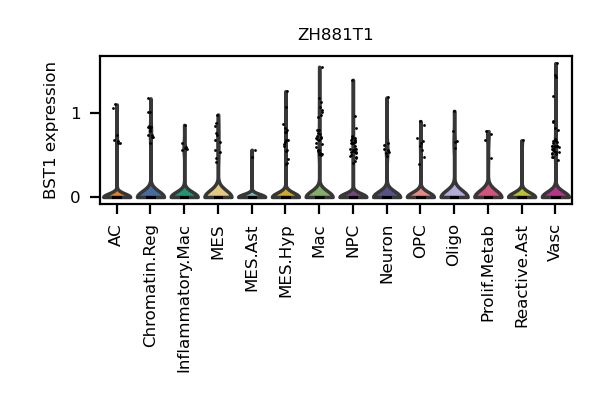 ZH881T1
BST1 expression
1
0
AC
Chromatin.Reg
Inflammatory.Mac
MES
MES.Ast
MES.Hyp
Mac
NPC
Neuron
OPC
Oligo
Prolif.Metab
Reactive.Ast
Vasc